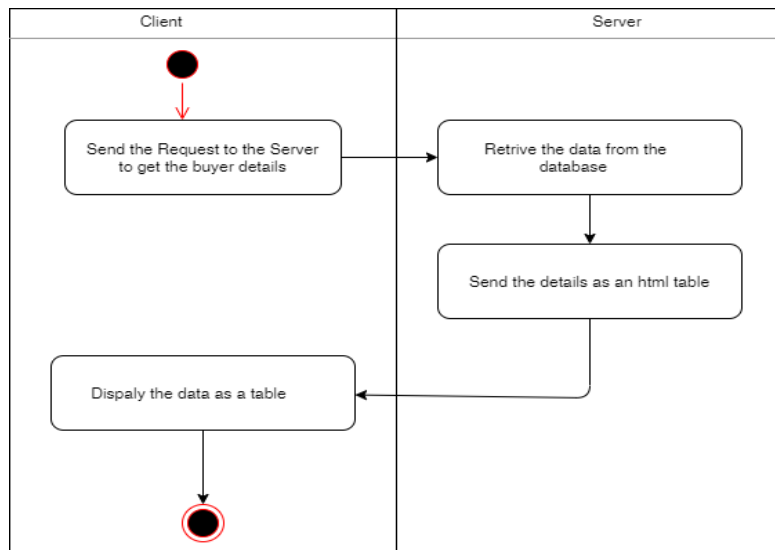 Client
Server
Send the Request to the Server
to get the buyer details
Retrive the data from the
database
Send the details as an html table
Dispaly the data as a table